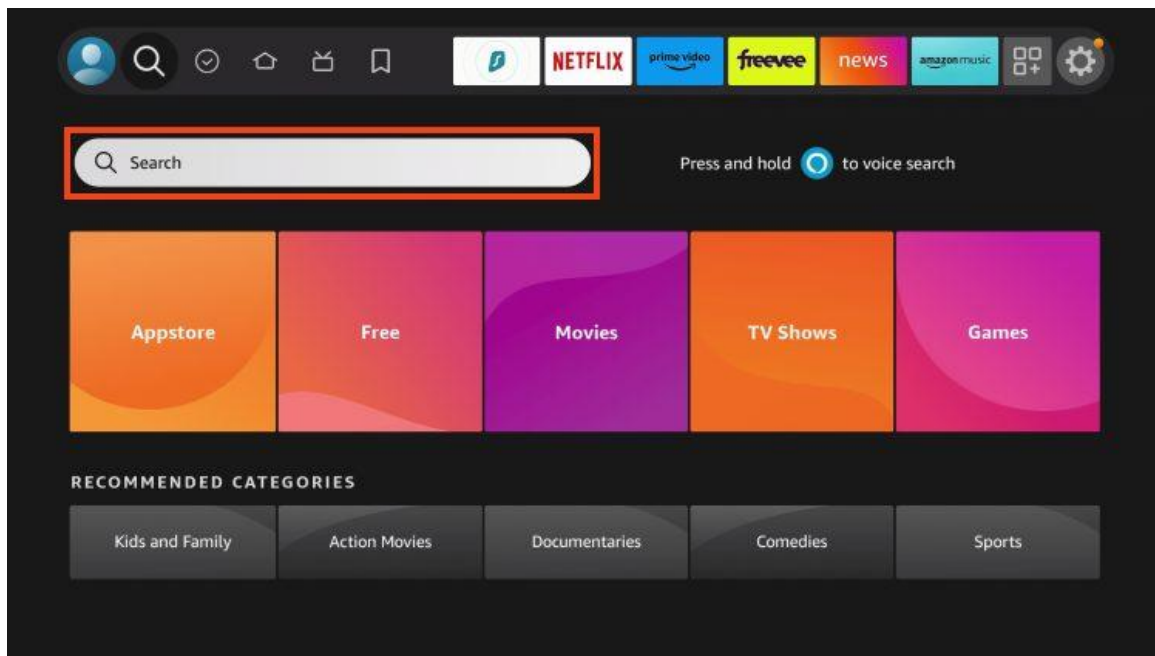 NETFLIX
prime video
freevee
news
amazon music
Search
Press and hold to voice search
Appstore
Free
Movies
TV Shows
Games
RECOMMENDED CATEGORIES
Kids and Family
Action Movies
Documentaries
Comedies
Sports